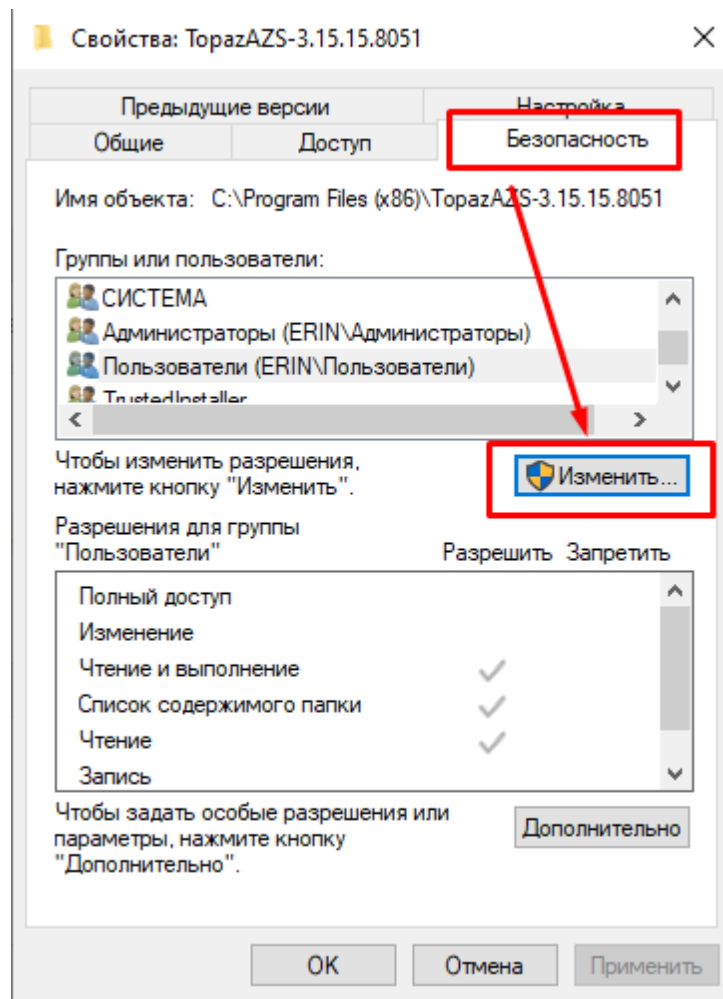 Свойства: TopazAZS-3.15.15.8051
Предыдущие версии
Настройка
Общие
Доступ
Безопасность
Имя объекта: C:\Program Files (x86)\TopazAZS-3.15.15.8051
Группы или пользователи:
СИСТЕМА
Администраторы (ERIN\Администраторы)
Пользователи (ERIN\Пользователи)
TrustedInstaller
Чтобы изменить разрешения,
нажмите кнопку "Изменить".
Изменить...
Разрешения для группы
"Пользователи"
Разрешить Запретить
Полный доступ
Изменение
Чтение и выполнение
Список содержимого папки
Чтение
Запись
Чтобы задать особые разрешения или
параметры, нажмите кнопку
"Дополнительно".
Дополнительно
OK
Отмена
Применить